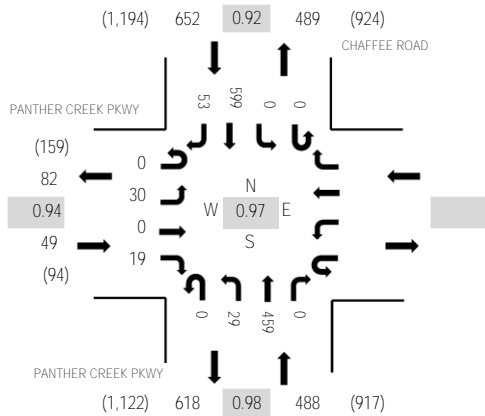 (1,194) 652 0.92 489 (924)
CHAFFEE ROAD
53 599 0 0
PANTHER CREEK PKWY
(159)
82
0
30
0.94
N
W 0.97 E
S
0
49
19
(94)
0 29 459 0
PANTHER CREEK PKWY
(1,122) 618 0.98 488 (917)